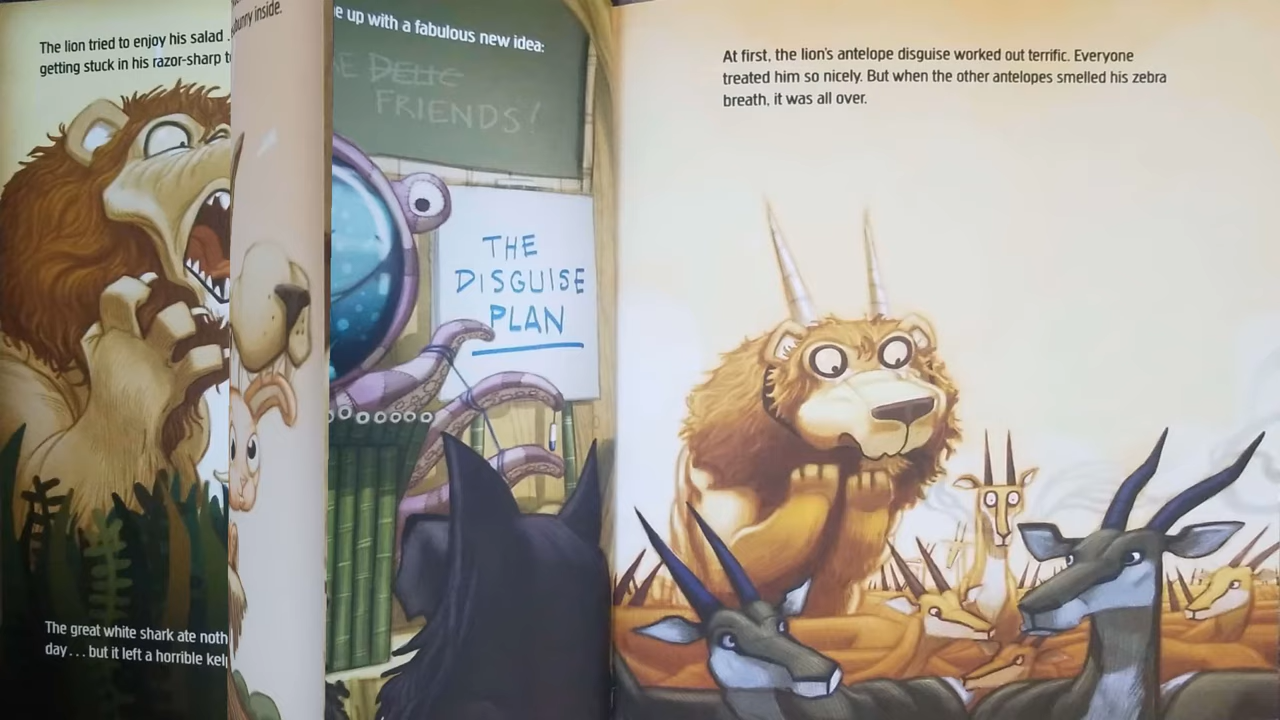 The lion tried to enjoy his salad
getting stuck in his razor-sharp
The great white shark ate
day... but it left a horrible
bunny inside.
up with a fabulous new idea:
FRIENDS!
THE
DISGUISE
PLAN
At first, the lion's antelope disguise worked out terrific. Everyone
treated him so nicely. But when the other antelopes smelled his zebra
breath, it was all over.